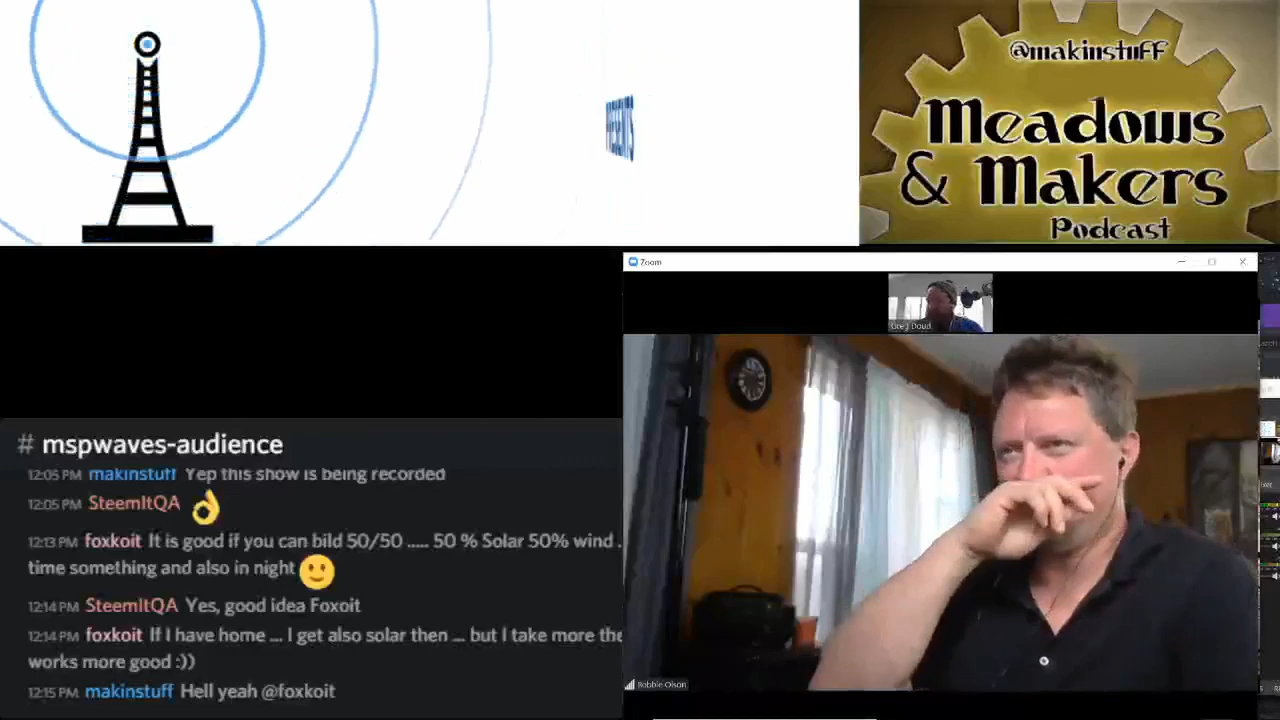 @makinstuff
Meadows
& Makers
Podcast
Zoom
Greg Doud
# mspwaves-audience
12:05 PM makinstuff Yep this show is being recorded
12:05 PM SteemItQA
12:13 PM foxkoit It is good if you can bild 50/50 ..... 50 % Solar 50% wind .
time something and also in night
12:14 PM SteemItQA Yes, good idea Foxoit
12:14 PM foxkoit If I have home ... I get also solar then ... but I take more the
works more good :))
12:15 PM makinstuff Hell yeah @foxkoit
Robbie Olson